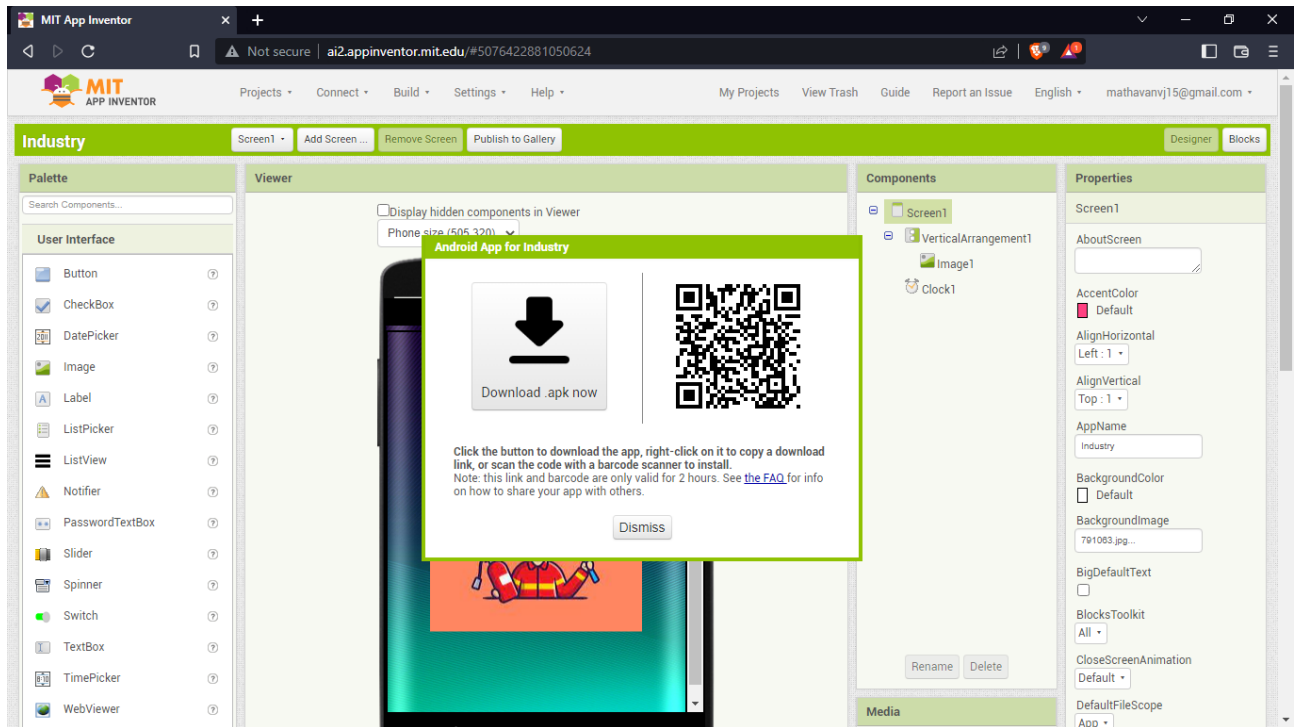 MIT App Inventor
Not secure ai2.appinventor.mit.edu/#5076422881050624
MIT
APP INVENTOR
Projects Connect Build Settings Help My Projects View Trash Guide Report an Issue English mathavanvj15@gmail.com
Industry
Screen1 Add Screen ... Remove Screen Publish to Gallery Designer Blocks
Palette
Search Components...
User Interface
Button
CheckBox
DatePicker
Image
Label
ListPicker
ListView
Notifier
PasswordTextBox
Slider
Spinner
Switch
TextBox
TimePicker
WebViewer
Viewer
Display hidden components in Viewer
Phone size (505,320)
Android App for Industry
Download .apk now
Click the button to download the app, right-click on it to copy a download
link, or scan the code with a barcode scanner to install.
Note: this link and barcode are only valid for 2 hours. See the FAQ for info
on how to share your app with others.
Dismiss
Components
Screen1
VerticalArrangement1
Image1
Clock1
Rename Delete
Media
Properties
Screen1
AboutScreen
AccentColor
Default
AlignHorizontal
Left : 1
AlignVertical
Top : 1
AppName
Industry
BackgroundColor
Default
BackgroundImage
791063.jpg...
BigDefaultText
BlocksToolkit
All
CloseScreenAnimation
Default
DefaultFileScope
App